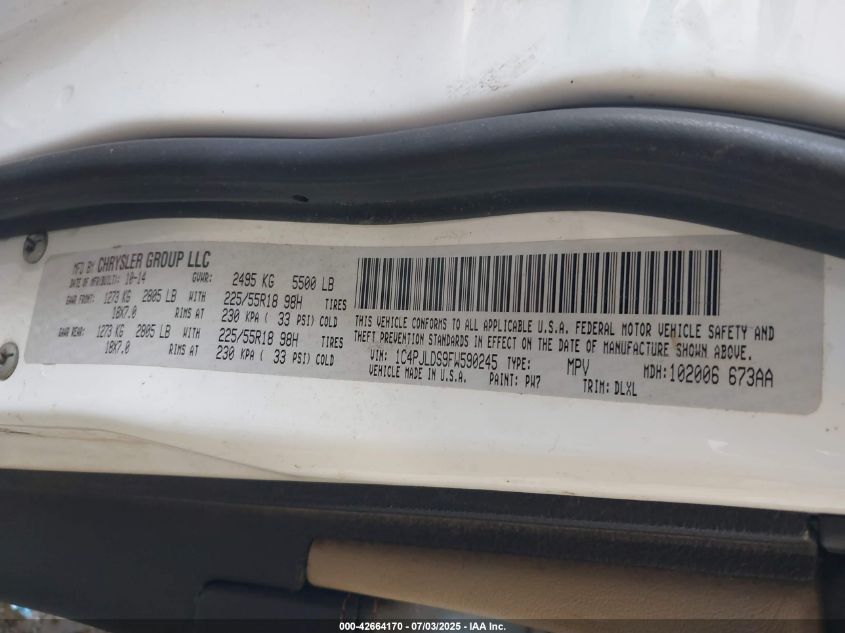 MFD BY CHRYSLER GROUP LLC
DATE OF MFR(BUILT): 10-14 GVWR: 2495 KG 5500 LB
GAWR FRONT: 1273 KG 2805 LB WITH 225/55R18 98H TIRES
18X7.0 RIMS AT 230 KPA ( 33 PSI) COLD
GAWR REAR: 1273 KG 2805 LB WITH 225/55R18 98H TIRES
18X7.0 RIMS AT 230 KPA ( 33 PSI) COLD
THIS VEHICLE CONFORMS TO ALL APPLICABLE U.S.A. FEDERAL MOTOR VEHICLE SAFETY AND
THEFT PREVENTION STANDARDS IN EFFECT ON THE DATE OF MANUFACTURE SHOWN ABOVE.
VIN: 1C4PJLDS9FW590245 TYPE: MPV MDH:102006 673AA
VEHICLE MADE IN U.S.A. PAINT: PW7 TRIM: DLXL
000-42664170 - 07/03/2025 - IAA Inc.